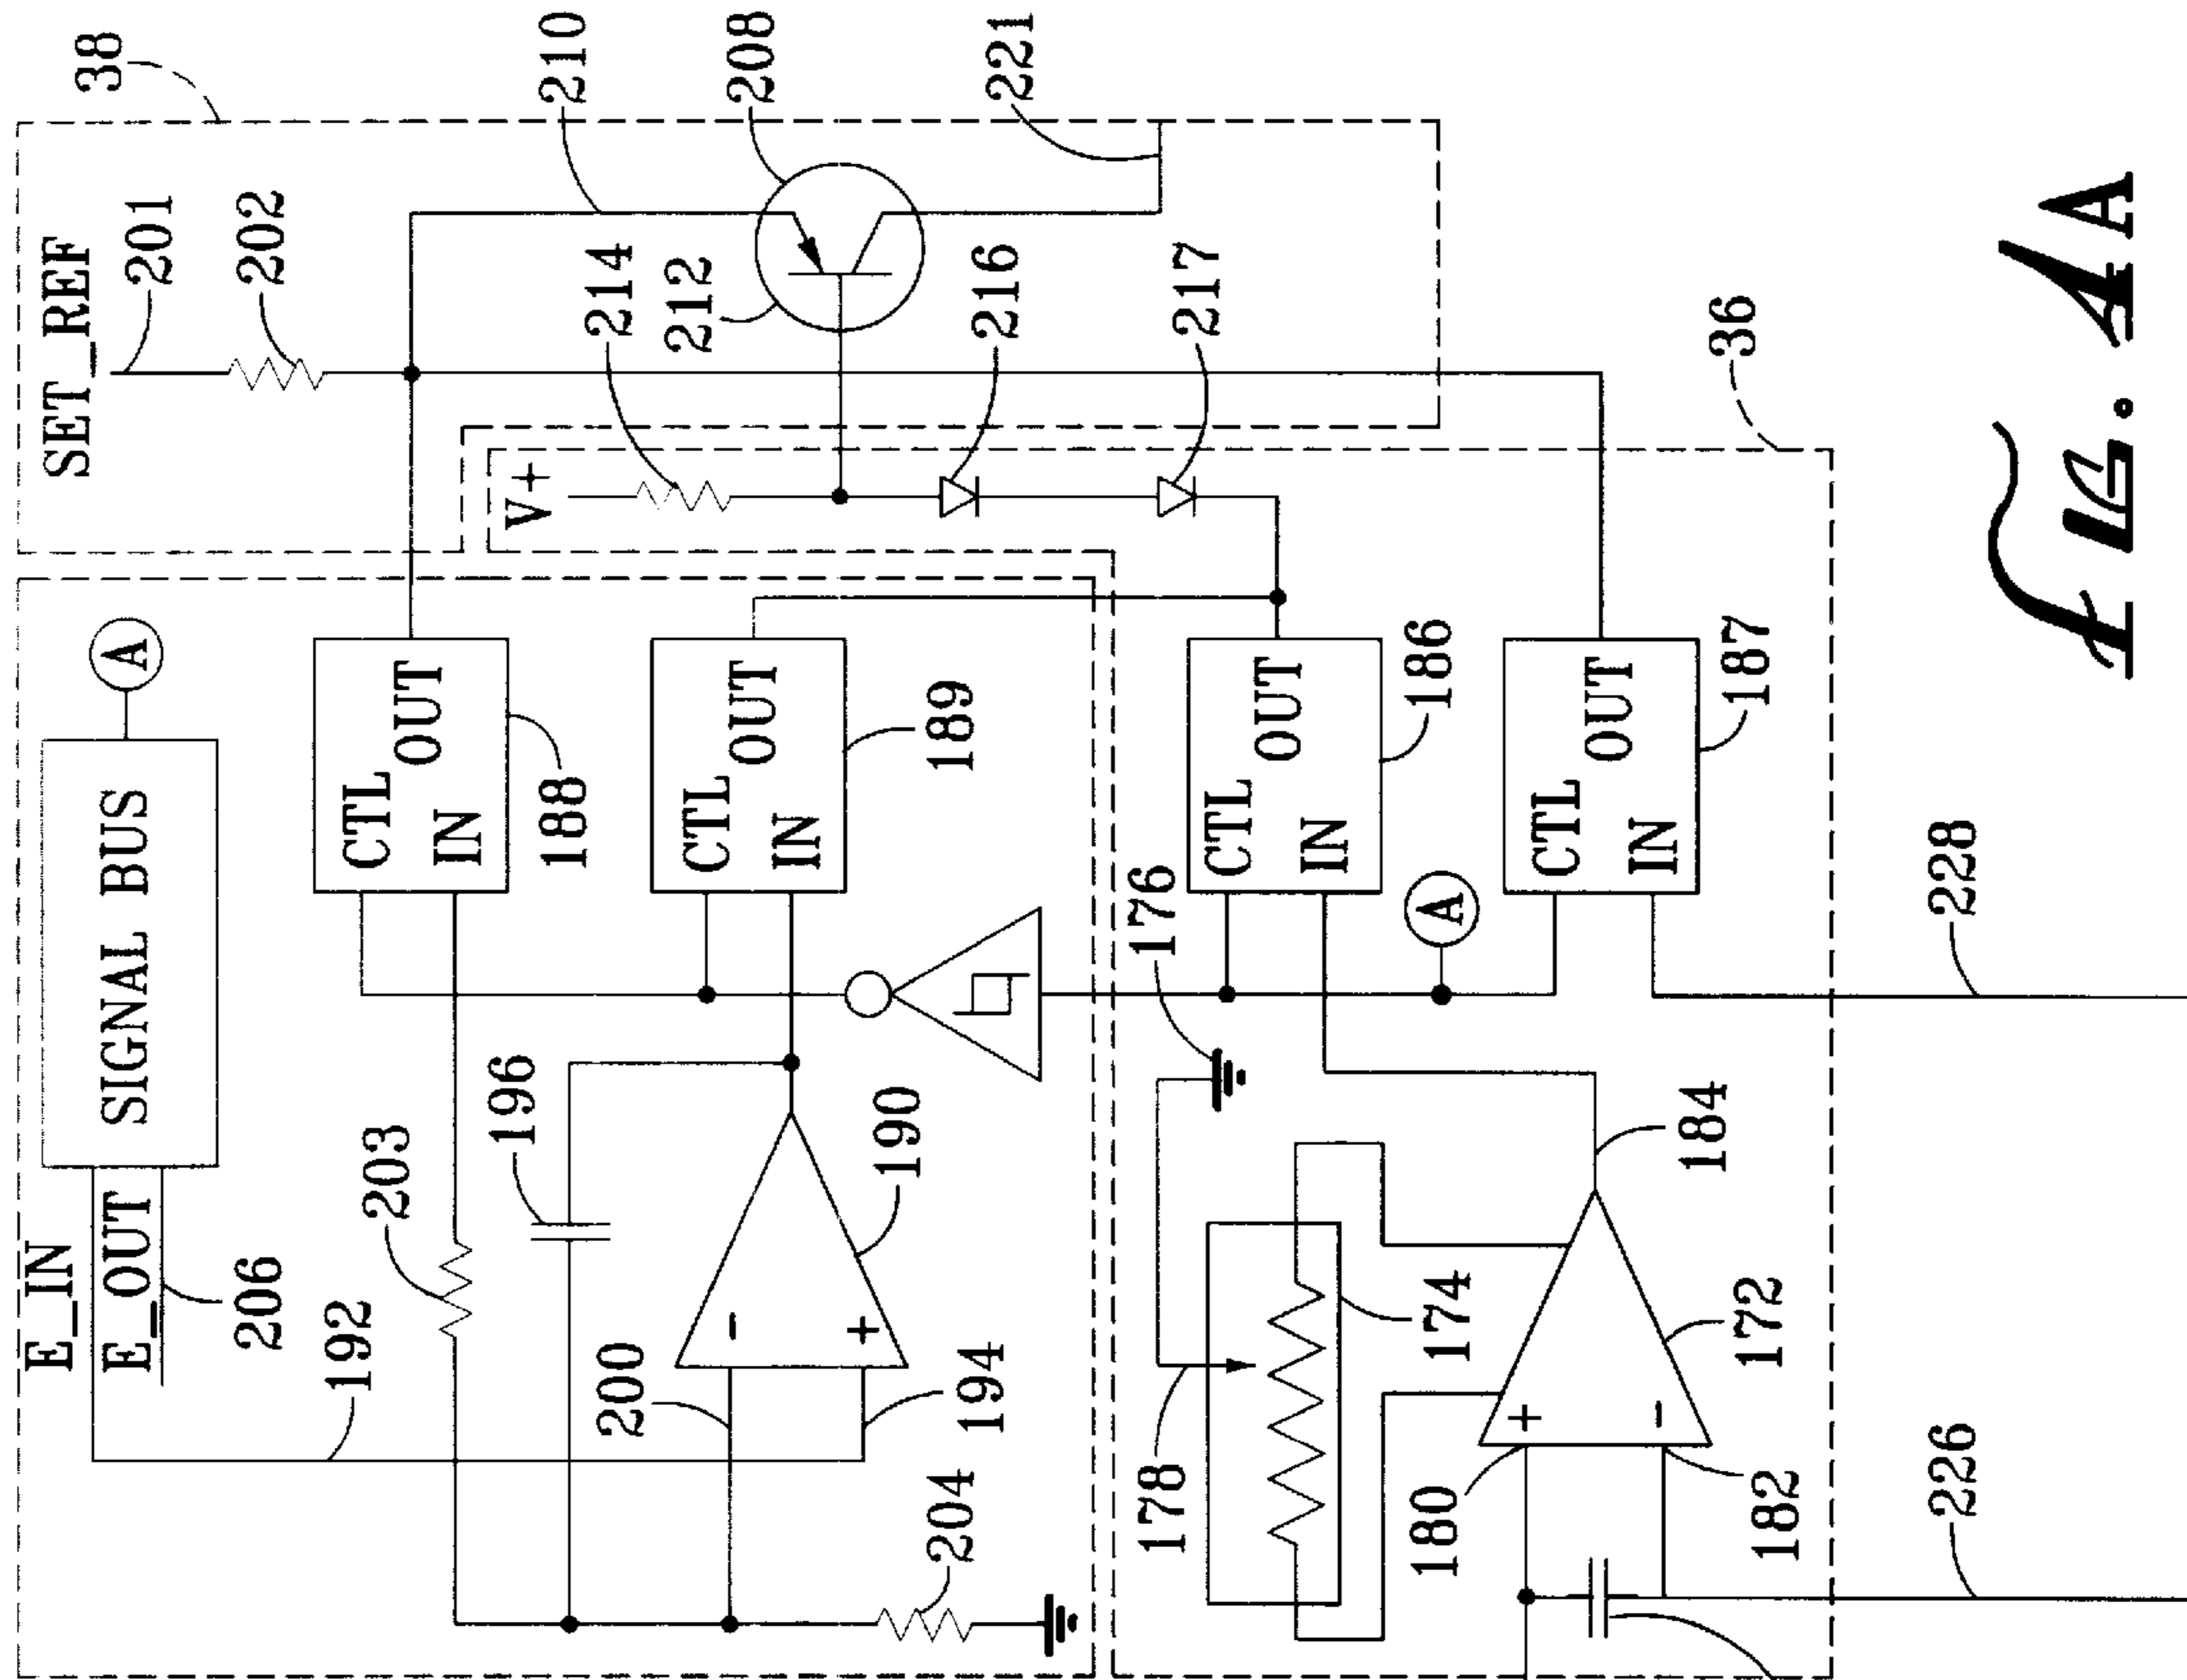 38
SET_REF
201
202
210
208
214
212
216
217
221
36
V+
A
SIGNAL BUS
E_IN
E_OUT
206
192
CTL
OUT
IN
188
CTL
OUT
IN
189
CTL
OUT
IN
186
CTL
OUT
IN
187
203
196
190
200
-
+
194
204
176
A
228
178
174
184
172
180
+
-
182
226
Fig. 4A